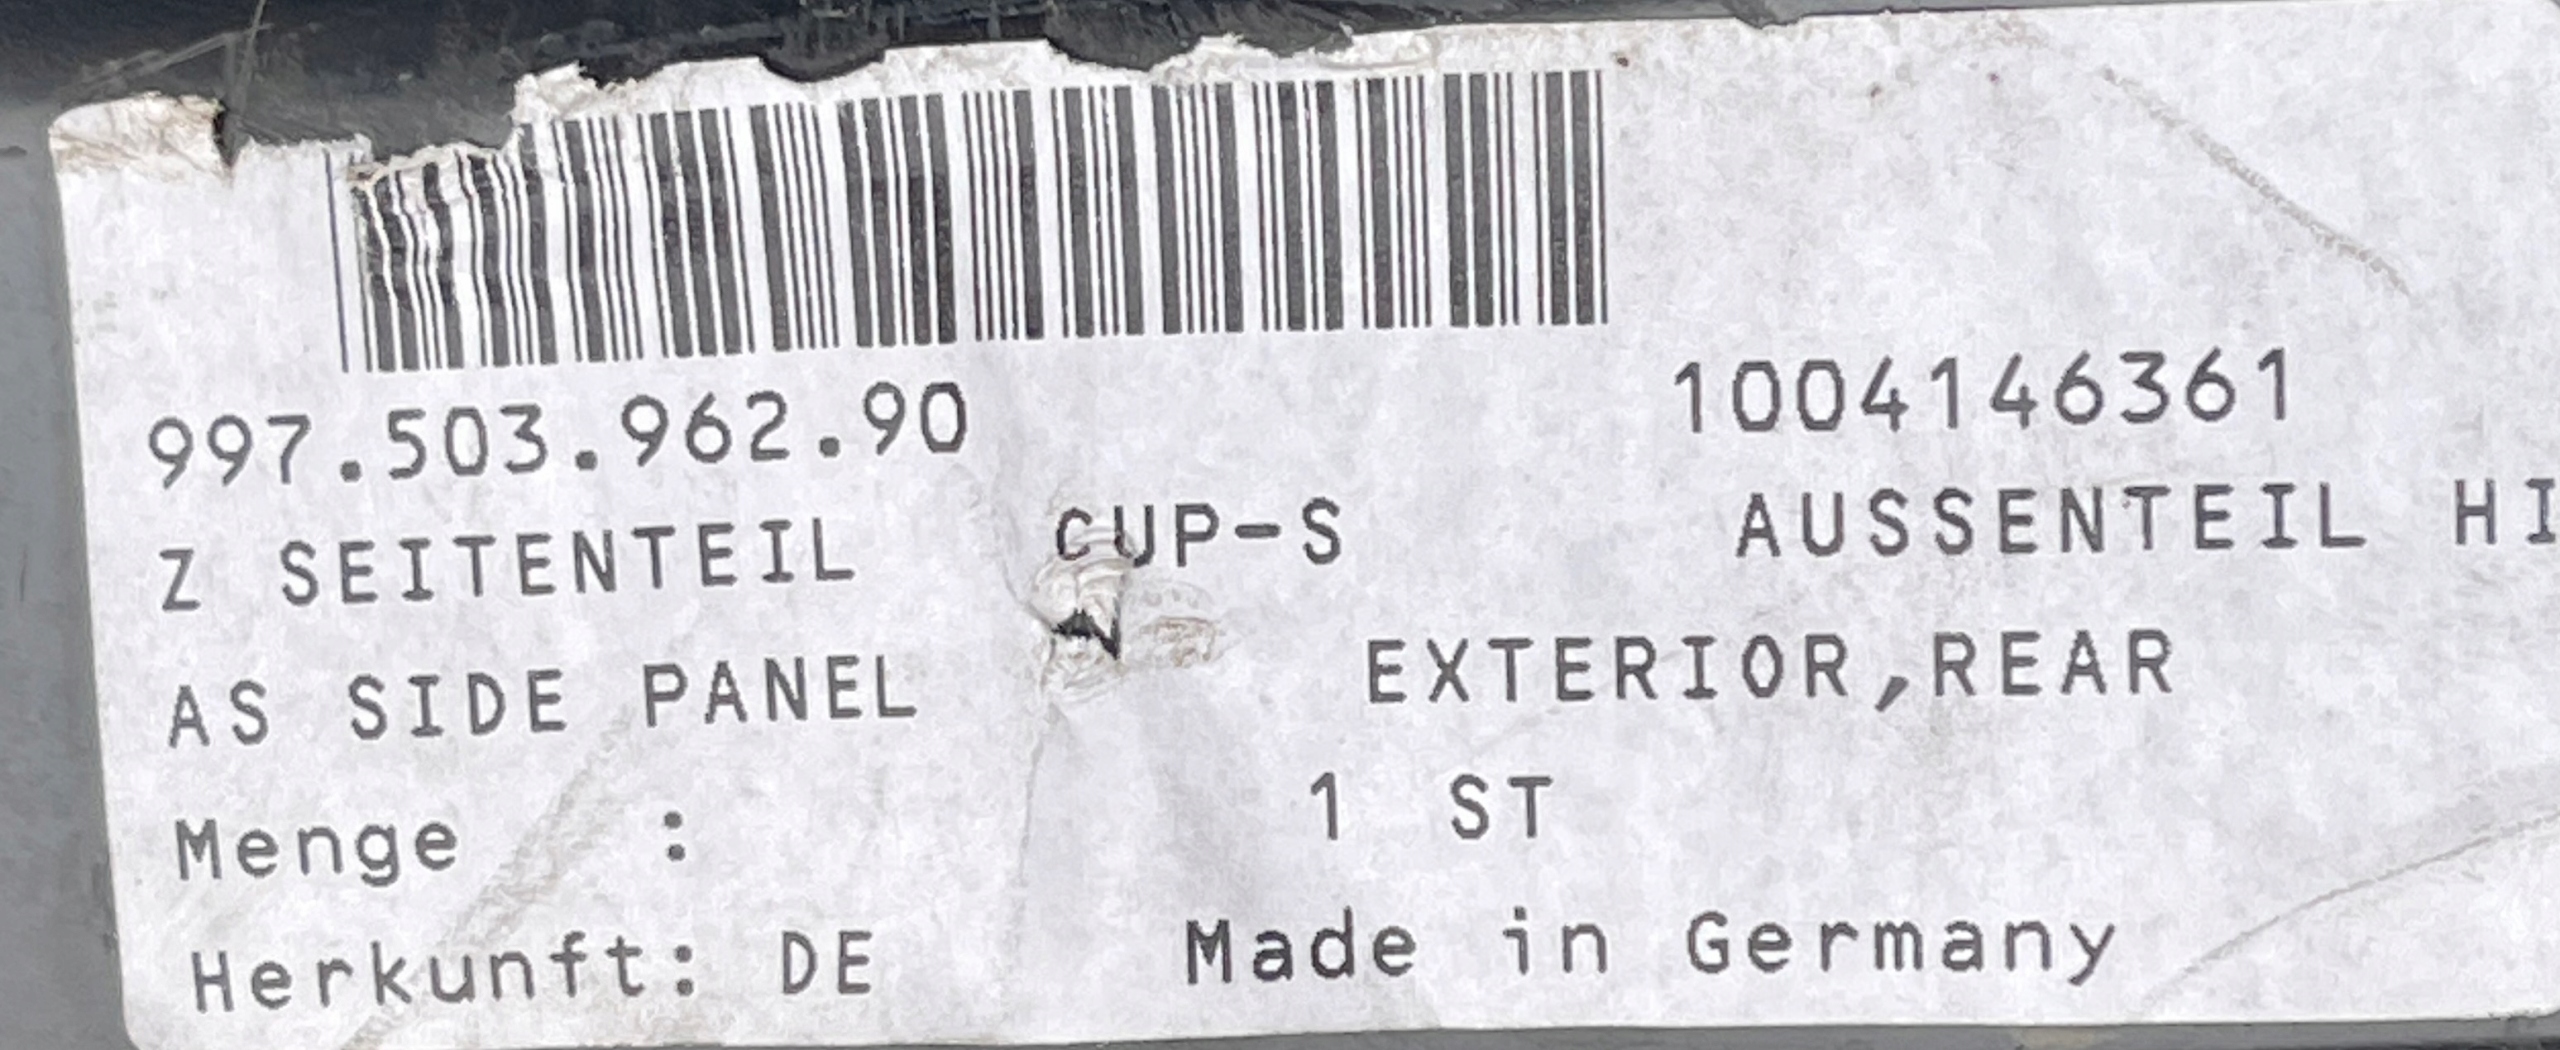 997.503.962.90 1004146361
Z SEITENTEIL CUP-S AUSSENTEIL HI
AS SIDE PANEL EXTERIOR,REAR
Menge : 1 ST
Herkunft: DE Made in Germany